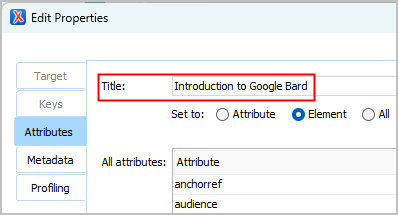 Edit Properties
Target
Keys
Attributes
Metadata
Profiling
Title: Introduction to Google Bard
Set to: Attribute Element All
All attributes: Attribute
anchorref
audience